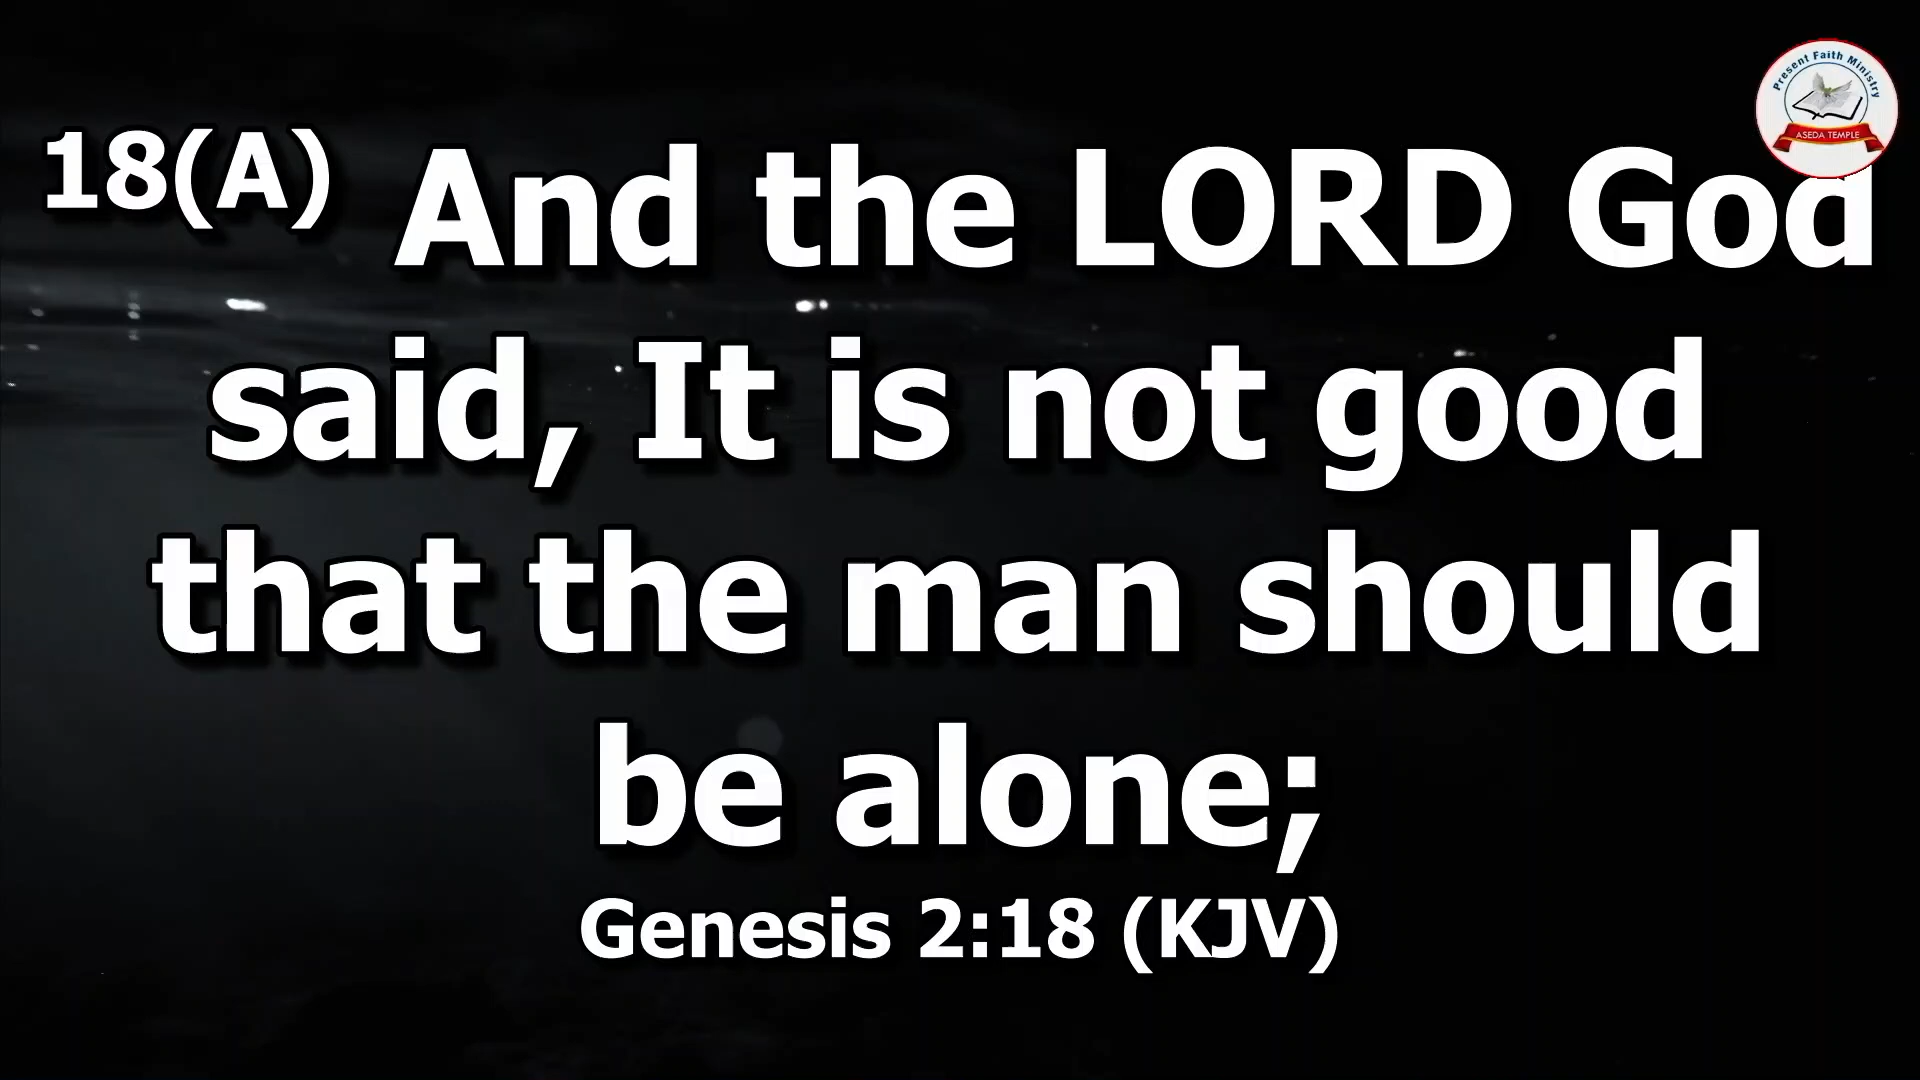 Present Faith Ministry
ASEDA TEMPLE
18(A) And the LORD God
said, It is not good
that the man should
be alone;
Genesis 2:18 (KJV)